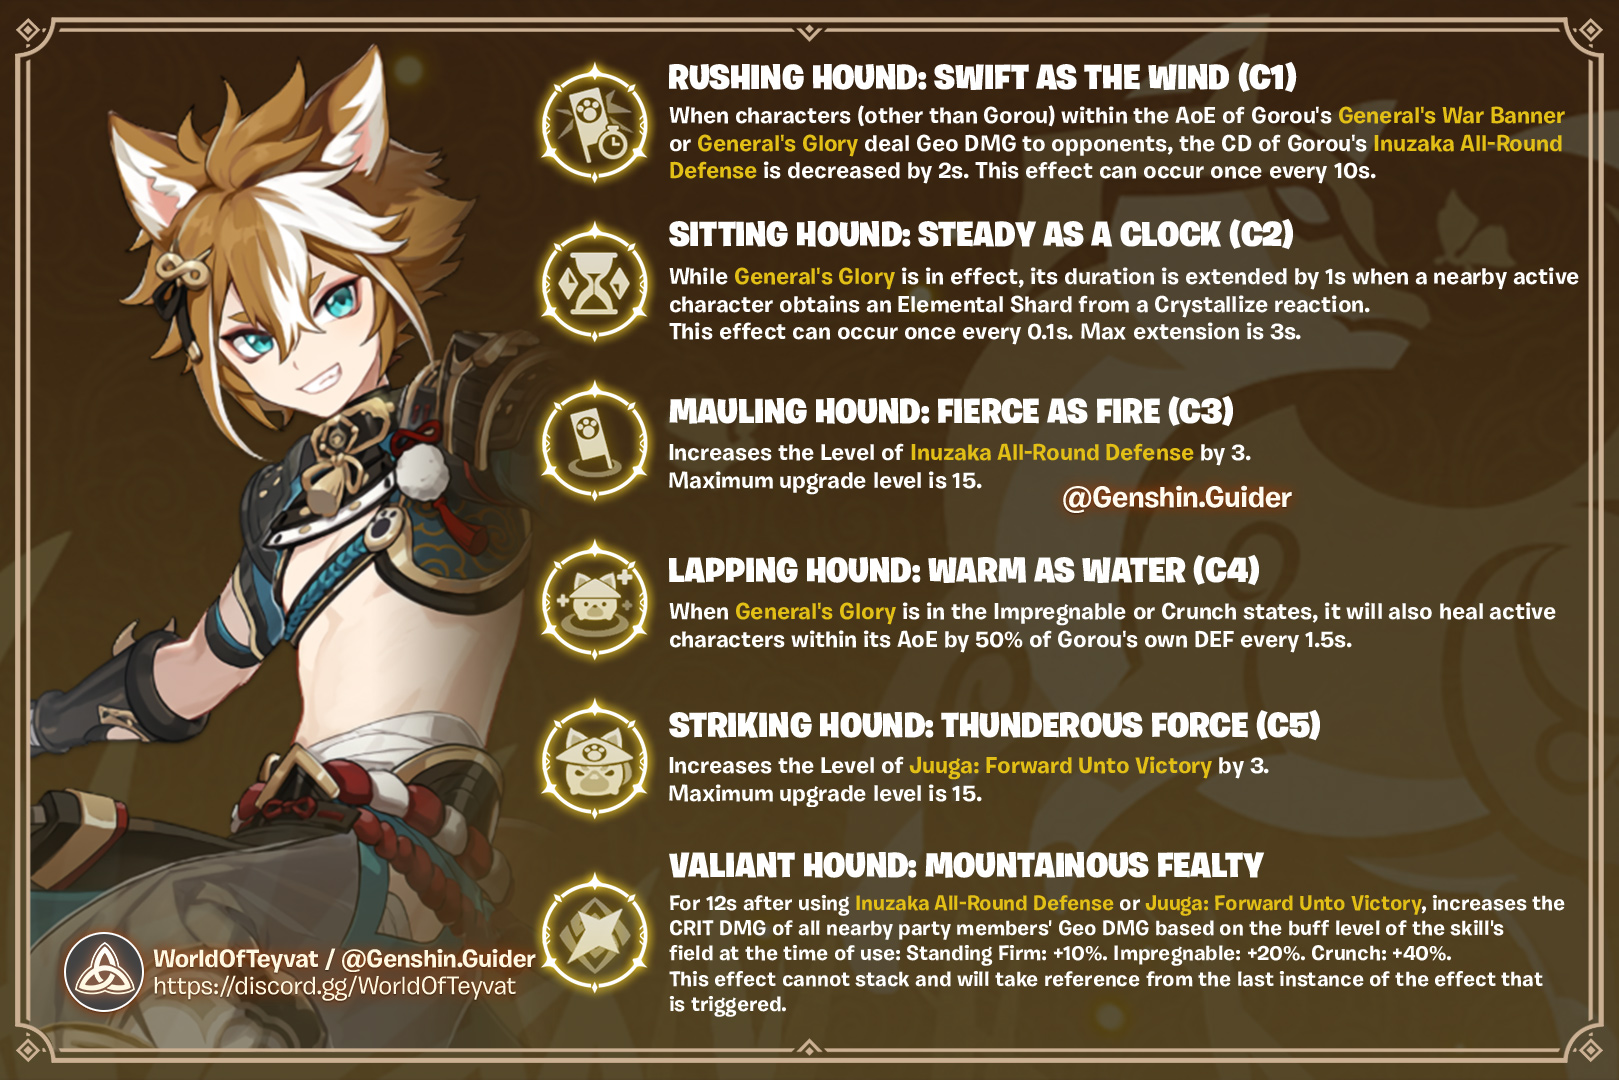 RUSHING HOUND: SWIFT AS THE WIND (C1)
When characters (other than Gorou) within the AoE of Gorou's General's War Banner
or General's Glory deal Geo DMG to opponents, the CD of Gorou's Inuzaka All-Round
Defense is decreased by 2s. This effect can occur once every 10s.
SITTING HOUND: STEADY AS A CLOCK (C2)
While General's Glory is in effect, its duration is extended by 1s when a nearby active
character obtains an Elemental Shard from a Crystallize reaction.
This effect can occur once every 0.1s. Max extension is 3s.
MAULING HOUND: FIERCE AS FIRE (C3)
Increases the Level of Inuzaka All-Round Defense by 3.
Maximum upgrade level is 15.
@Genshin.Guider
LAPPING HOUND: WARM AS WATER (C4)
When General's Glory is in the Impregnable or Crunch states, it will also heal active
characters within its AoE by 50% of Gorou's own DEF every 1.5s.
STRIKING HOUND: THUNDEROUS FORCE (C5)
Increases the Level of Juuga: Forward Unto Victory by 3.
Maximum upgrade level is 15.
VALIANT HOUND: MOUNTAINOUS FEALTY
For 12s after using Inuzaka All-Round Defense or Juuga: Forward Unto Victory, increases the
CRIT DMG of all nearby party members' Geo DMG based on the buff level of the skill's
field at the time of use: Standing Firm: +10%. Impregnable: +20%. Crunch: +40%.
This effect cannot stack and will take reference from the last instance of the effect that
is triggered.
WorldOfTeyvat / @Genshin.Guider
https://discord.gg/WorldOfTeyvat